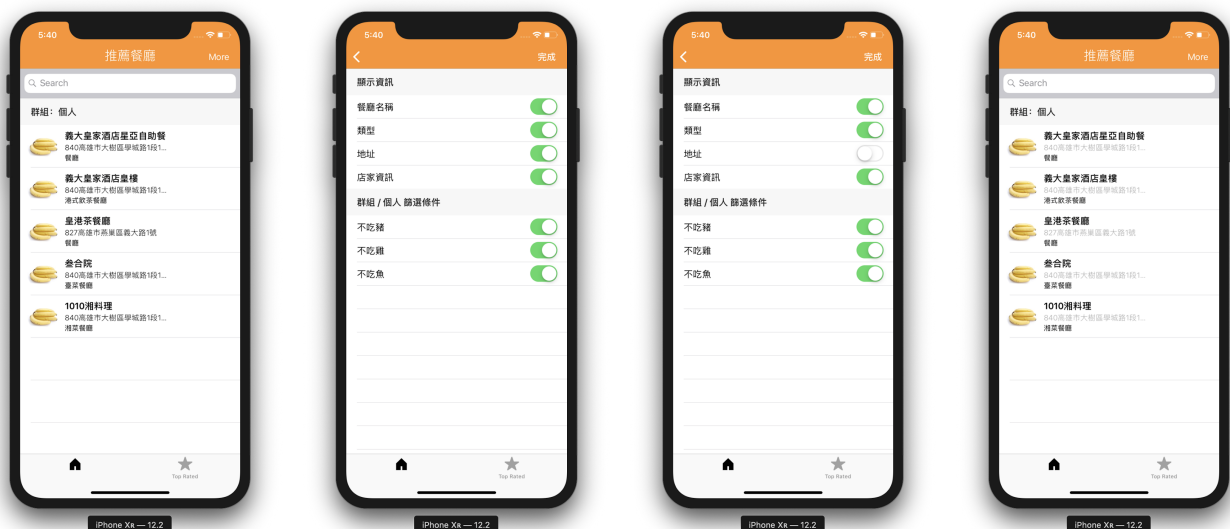 5:40
推薦餐廳
More
Search
群組：個人
義大皇家酒店星亞自助餐
840高雄市大樹區學城路1段1...
餐廳
義大皇家酒店皇樓
840高雄市大樹區學城路1段1...
港式飲茶餐廳
皇港茶餐廳
827高雄市燕巢區義大路1號
餐廳
叁合院
840高雄市大樹區學城路1段1...
臺菜餐廳
1010湘料理
840高雄市大樹區學城路1段1...
湘菜餐廳
Top Rated
iPhone XR — 12.2
5:40
完成
顯示資訊
餐廳名稱
類型
地址
店家資訊
群組 / 個人 篩選條件
不吃豬
不吃雞
不吃魚
Top Rated
iPhone XR — 12.2
5:40
完成
顯示資訊
餐廳名稱
類型
地址
店家資訊
群組 / 個人 篩選條件
不吃豬
不吃雞
不吃魚
Top Rated
iPhone XR — 12.2
5:40
推薦餐廳
More
Search
群組：個人
義大皇家酒店星亞自助餐
840高雄市大樹區學城路1段1...
餐廳
義大皇家酒店皇樓
840高雄市大樹區學城路1段1...
港式飲茶餐廳
皇港茶餐廳
827高雄市燕巢區義大路1號
餐廳
叁合院
840高雄市大樹區學城路1段1...
臺菜餐廳
1010湘料理
840高雄市大樹區學城路1段1...
湘菜餐廳
Top Rated
iPhone XR — 12.2